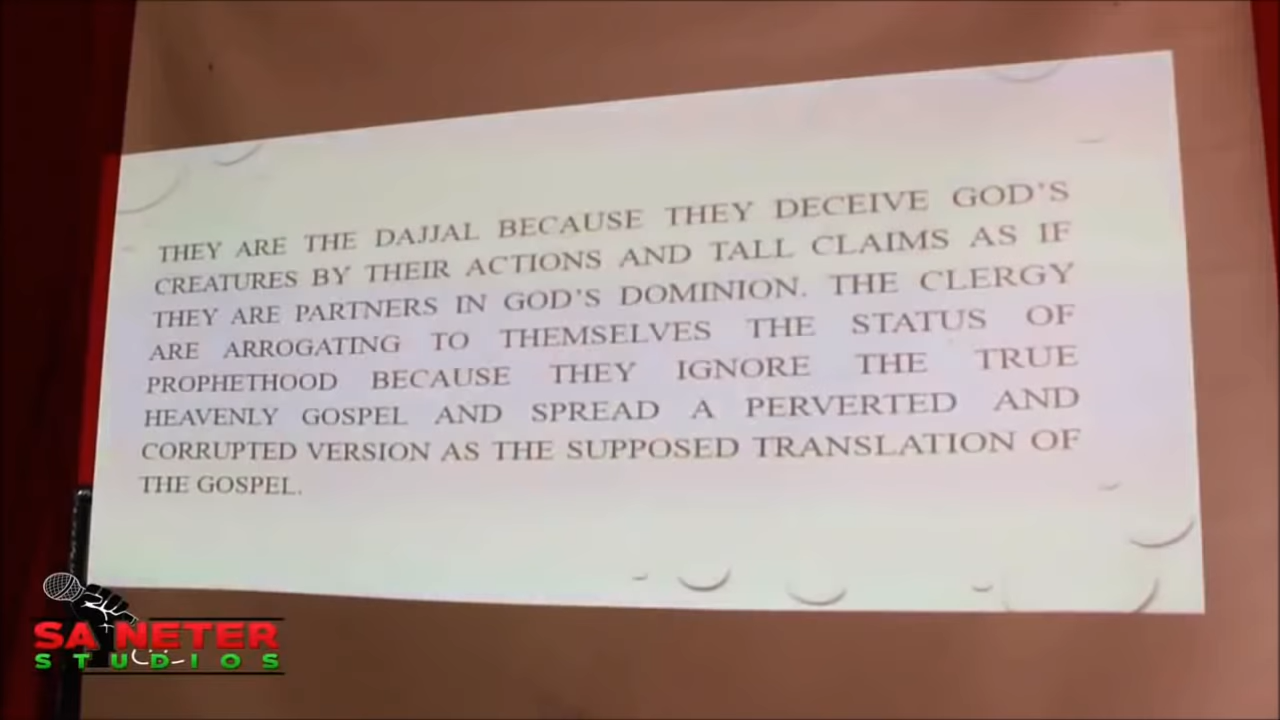 THEY ARE THE DAJJAL BECAUSE THEY DECEIVE GOD'S
CREATURES BY THEIR ACTIONS AND TALL CLAIMS AS IF
THEY ARE PARTNERS IN GOD'S DOMINION. THE CLERGY
ARE ARROGATING TO THEMSELVES THE STATUS OF
PROPHETHOOD BECAUSE THEY IGNORE THE TRUE
HEAVENLY GOSPEL AND SPREAD A PERVERTED AND
CORRUPTED VERSION AS THE SUPPOSED TRANSLATION OF
THE GOSPEL.
SA NETER
STUDIOS